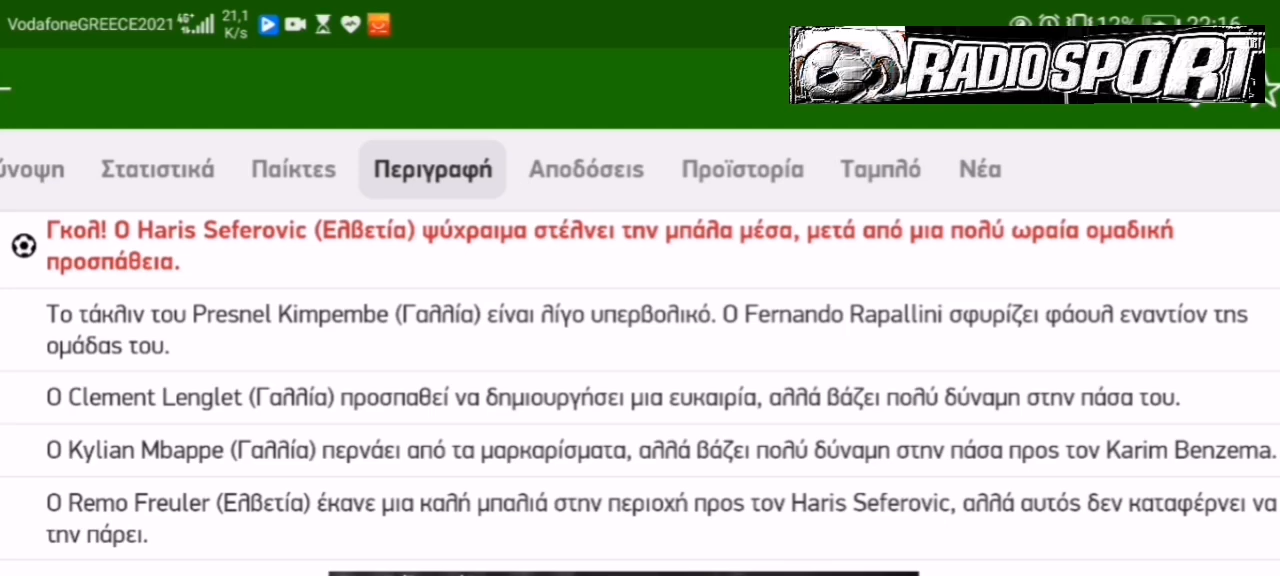 VodafoneGREECE2021 4G+ 21,1 K/s 12% 22:16
RADIO SPORT
Στατιστικά Παίκτες Περιγραφή Αποδόσεις Προϊστορία Ταμπλό Νέα
Γκολ! Ο Haris Seferovic (Ελβετία) ψύχραιμα στέλνει την μπάλα μέσα, μετά από μια πολύ ωραία ομαδική
προσπάθεια.
Το τάκλιν του Presnel Kimpembe (Γαλλία) είναι λίγο υπερβολικό. Ο Fernando Rapallini σφυρίζει φάουλ εναντίον της
ομάδας του.
Ο Clement Lenglet (Γαλλία) προσπαθεί να δημιουργήσει μια ευκαιρία, αλλά βάζει πολύ δύναμη στην πάσα του.
Ο Kylian Mbappe (Γαλλία) περνάει από τα μαρκαρίσματα, αλλά βάζει πολύ δύναμη στην πάσα προς τον Karim Benzema.
Ο Remo Freuler (Ελβετία) έκανε μια καλή μπαλιά στην περιοχή προς τον Haris Seferovic, αλλά αυτός δεν καταφέρνει να
την πάρει.